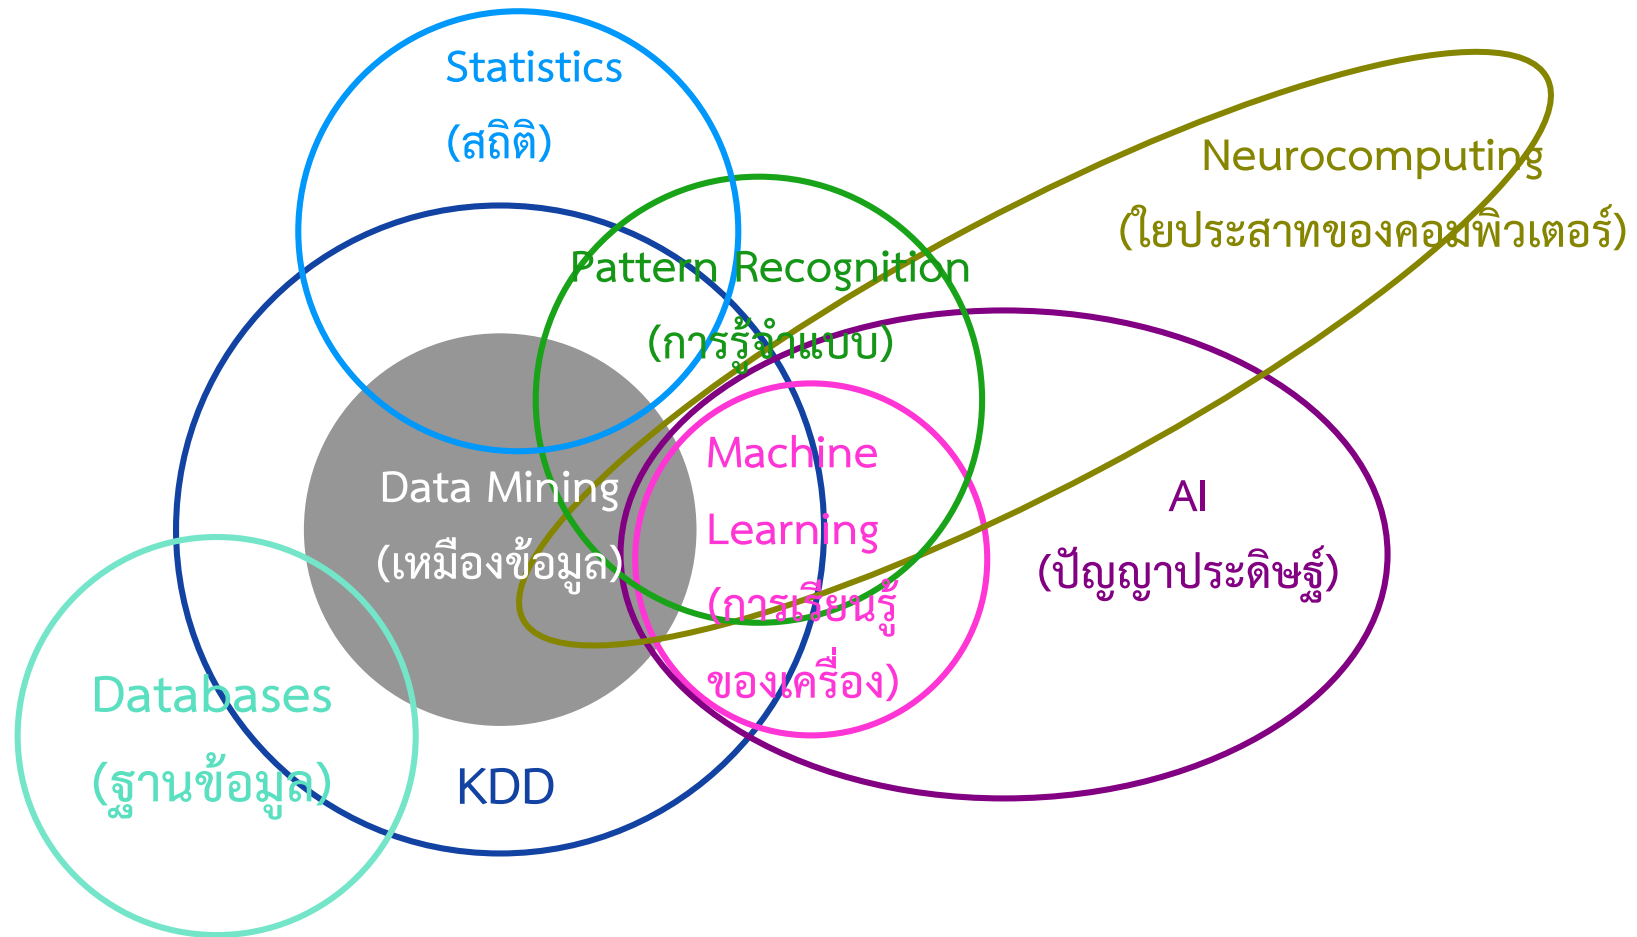 Statistics
(สถิติ)
Neurocomputing
(ใยประสาทของคอมพิวเตอร์)
Pattern Recognition
(การรู้จำแบบ)
Machine
Learning
(การเรียนรู้
ของเครื่อง)
Data Mining
(เหมืองข้อมูล)
AI
(ปัญญาประดิษฐ์)
Databases
(ฐานข้อมูล)
KDD